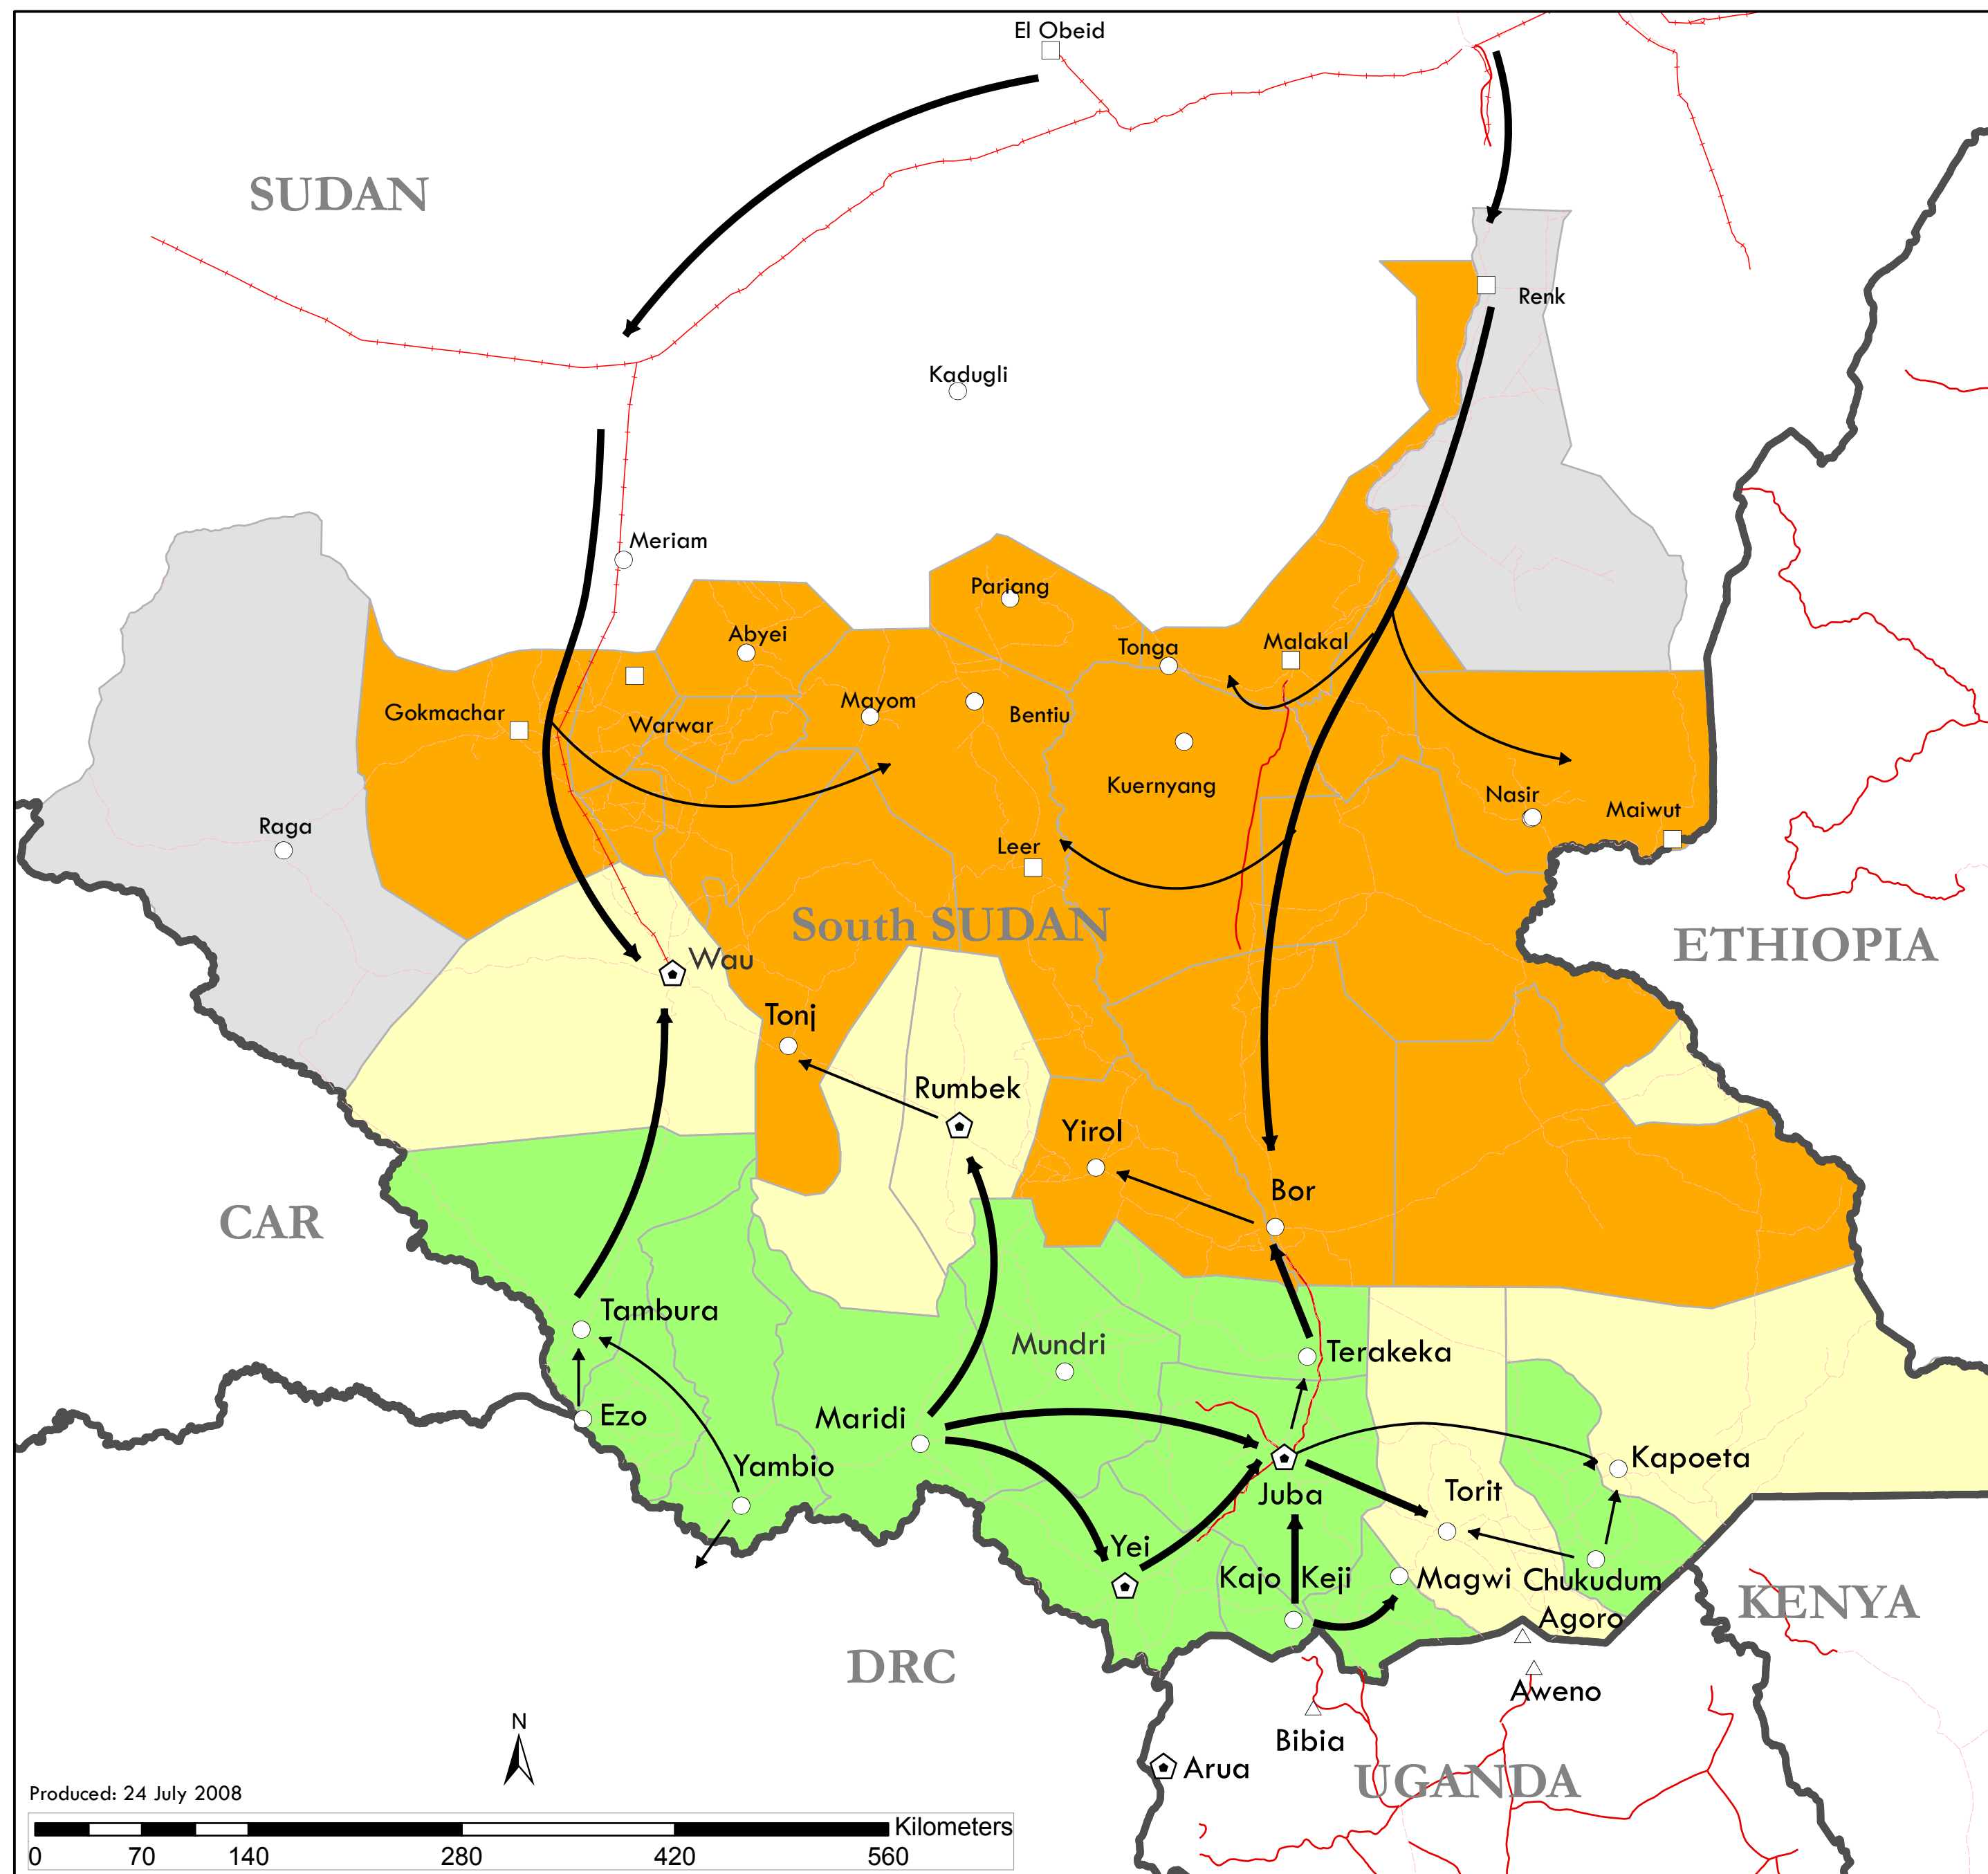 El Obeid
SUDAN
Renk
Kadugli
Meriam
Pariang
Abyei
Tonga
Malakal
Mayom
Gokmachar
Warwar
Bentiu
Kuernyang
Nasir
Maiwut
Raga
Leer
South SUDAN
ETHIOPIA
Wau
Tonj
Rumbek
Yirol
Bor
CAR
Tambura
Mundri
Terakeka
Ezo
Maridi
Yambio
Kapoeta
Juba
Torit
Yei
Kajo Keji
Magwi
Chukudum
KENYA
Agoro
DRC
Aweno
Bibia
N
Arua
UGANDA
Produced: 24 July 2008
Kilometers
0 70 140 280 420 560